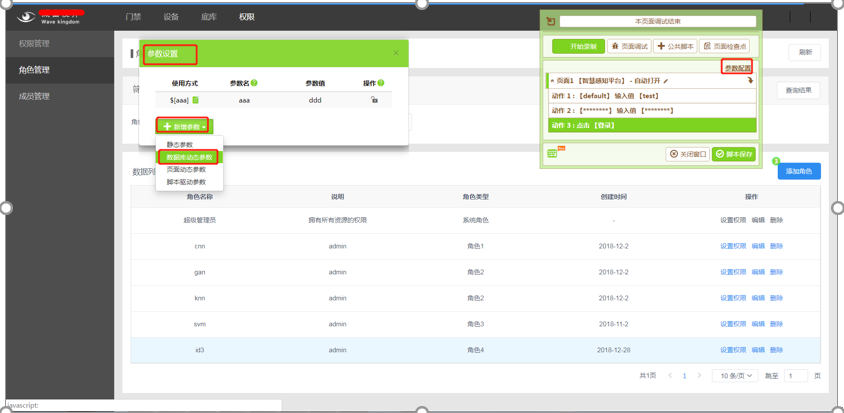 Wave kingdom
门禁 设备 底库 权限
权限管理
角色管理
成员管理
参数设置
使用方式 参数名 参数值 操作
$[aaa] aaa ddd
新增参数
静态参数
数据库动态参数
页面动态参数
脚本驱动参数
本页面调试结束
开始录制 页面调试 公共脚本 页面检查点
参数配置
页面1 【智慧感知平台】 - 自动打开
动作 1：【default】 输入值 【test】
动作 2：【********】 输入值 【********】
动作 3：点击 【登录】
关闭窗口 脚本保存
3
刷新
查询结果
添加角色
数据列
角色名称 说明 角色类型 创建时间 操作
超级管理员 拥有所有资源的权限 系统角色 - 设置权限 编辑 删除
cnn admin 角色1 2018-12-2 设置权限 编辑 删除
gan admin 角色2 2018-12-2 设置权限 编辑 删除
knn admin 角色2 2018-12-2 设置权限 编辑 删除
svm admin 角色3 2018-11-2 设置权限 编辑 删除
id3 admin 角色4 2018-12-28 设置权限 编辑 删除
共1页 < 1 > 10 条/页 跳至 1 页
javascript: